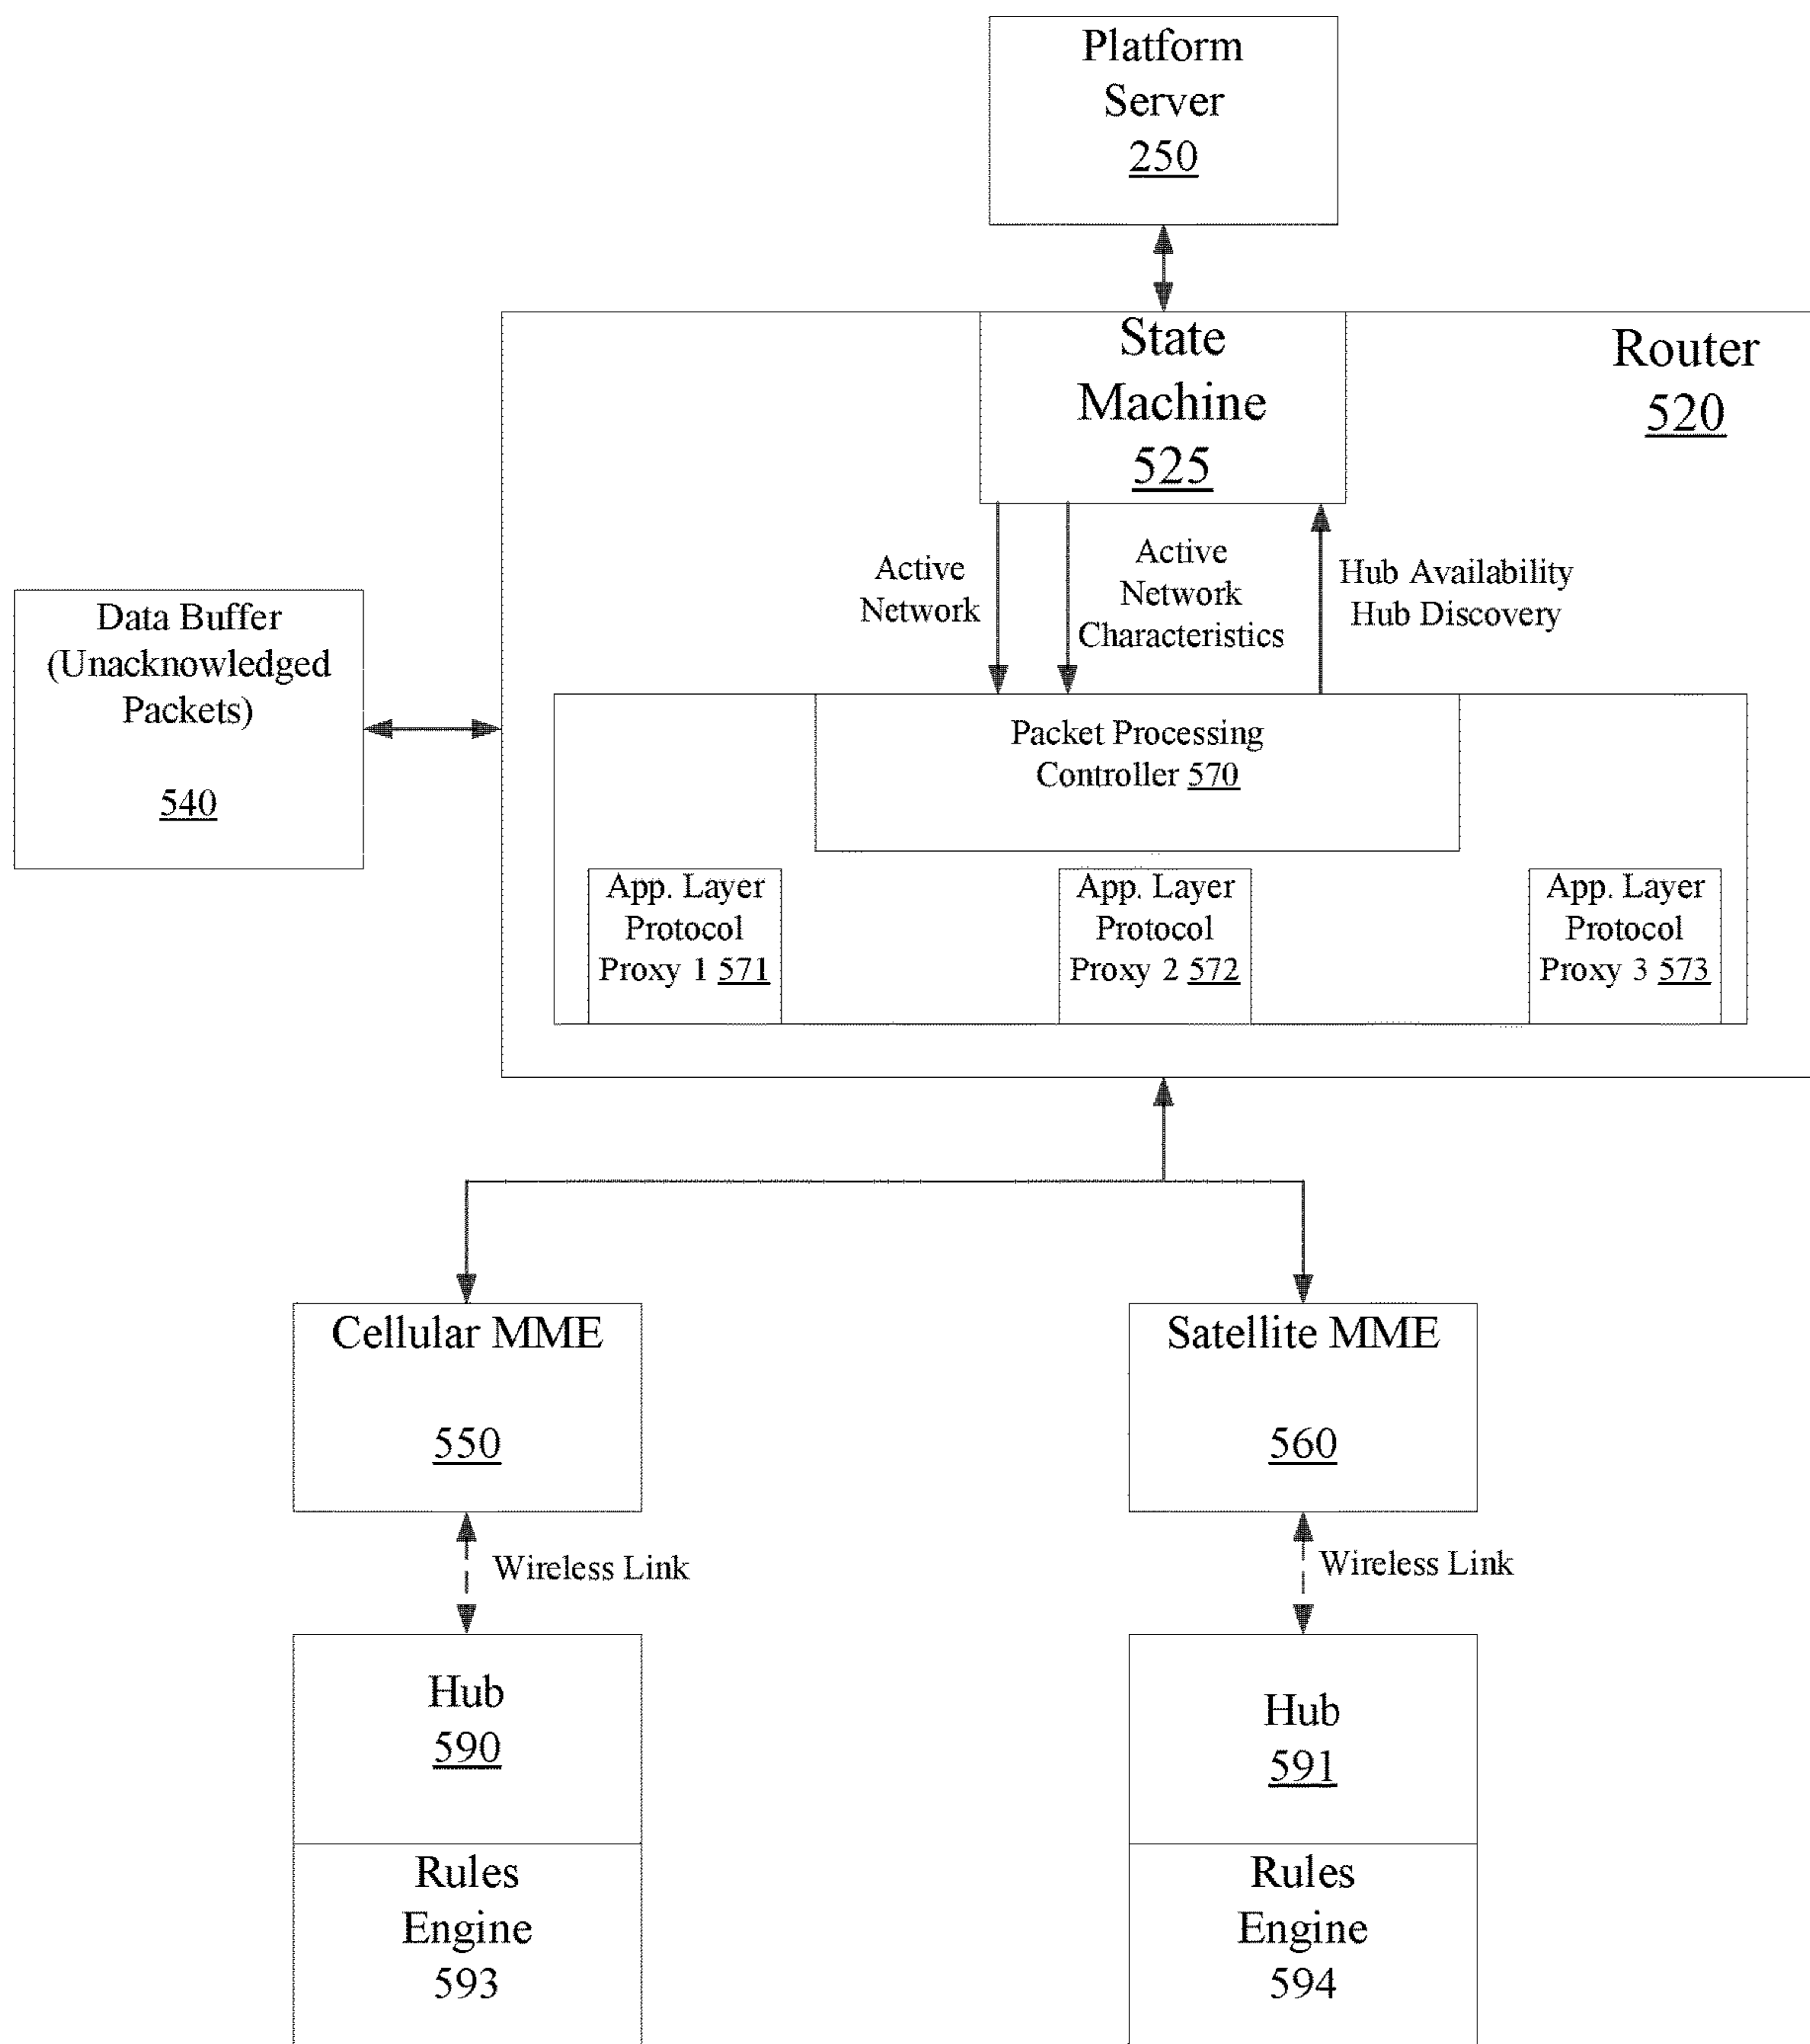 Platform
Server
250
State
Machine
525
Router
520
Active
Network
Active
Network
Characteristics
Hub Availability
Hub Discovery
Data Buffer
(Unacknowledged
Packets)
540
Packet Processing
Controller 570
App. Layer
Protocol
Proxy 1 571
App. Layer
Protocol
Proxy 2 572
App. Layer
Protocol
Proxy 3 573
Cellular MME
550
Satellite MME
560
Wireless Link
Wireless Link
Hub
590
Hub
591
Rules
Engine
593
Rules
Engine
594